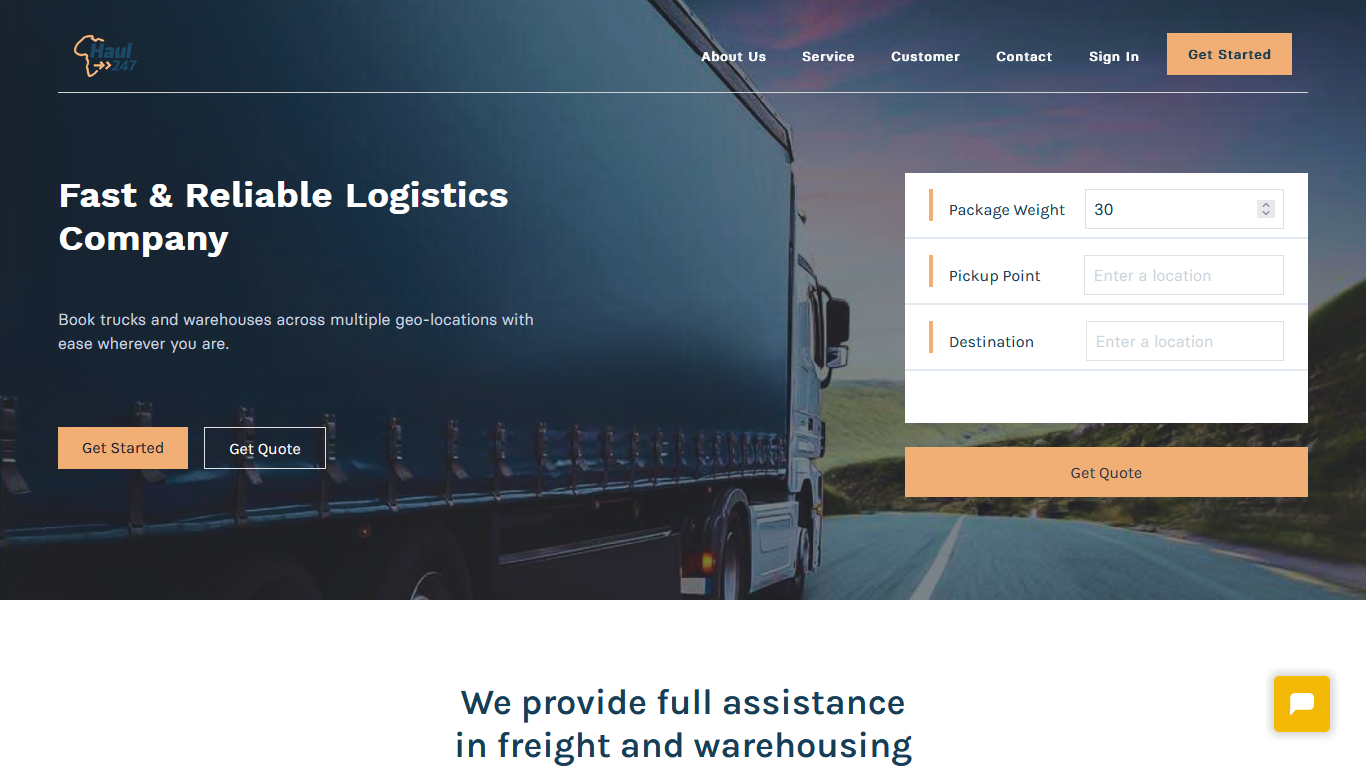 Haul
247
About Us
Service
Customer
Contact
Sign In
Get Started
Fast & Reliable Logistics
Company
Book trucks and warehouses across multiple geo-locations with
ease wherever you are.
Get Started
Get Quote
Package Weight
30
Pickup Point
Enter a location
Destination
Enter a location
Get Quote
We provide full assistance
in freight and warehousing